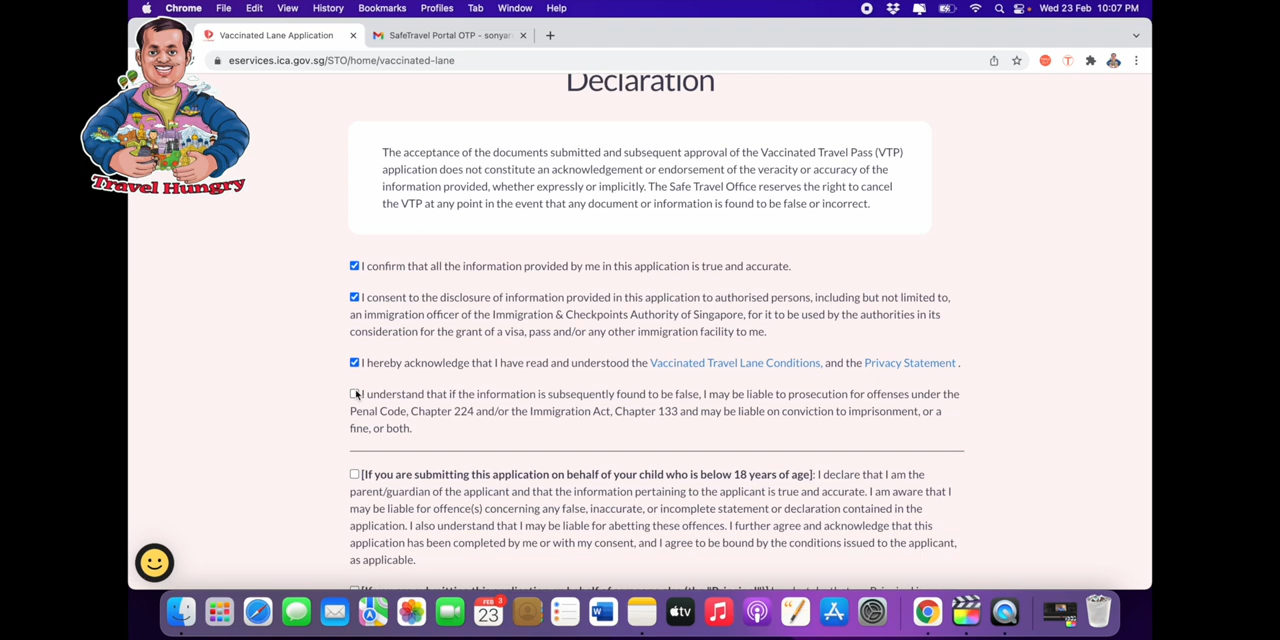 Chrome File Edit View History Bookmarks Profiles Tab Window Help Wed 23 Feb 10:07 PM
Vaccinated Lane Application SafeTravel Portal OTP - sonyar
eservices.ica.gov.sg/STO/home/vaccinated-lane
Travel Hungry
Declaration
The acceptance of the documents submitted and subsequent approval of the Vaccinated Travel Pass (VTP)
application does not constitute an acknowledgement or endorsement of the veracity or accuracy of the
information provided, whether expressly or implicitly. The Safe Travel Office reserves the right to cancel
the VTP at any point in the event that any document or information is found to be false or incorrect.
I confirm that all the information provided by me in this application is true and accurate.
I consent to the disclosure of information provided in this application to authorised persons, including but not limited to,
an immigration officer of the Immigration & Checkpoints Authority of Singapore, for it to be used by the authorities in its
consideration for the grant of a visa, pass and/or any other immigration facility to me.
I hereby acknowledge that I have read and understood the Vaccinated Travel Lane Conditions, and the Privacy Statement .
I understand that if the information is subsequently found to be false, I may be liable to prosecution for offenses under the
Penal Code, Chapter 224 and/or the Immigration Act, Chapter 133 and may be liable on conviction to imprisonment, or a
fine, or both.
[If you are submitting this application on behalf of your child who is below 18 years of age]: I declare that I am the
parent/guardian of the applicant and that the information pertaining to the applicant is true and accurate. I am aware that I
may be liable for offence(s) concerning any false, inaccurate, or incomplete statement or declaration contained in the
application. I also understand that I may be liable for abetting these offences. I further agree and acknowledge that this
application has been completed by me or with my consent, and I agree to be bound by the conditions issued to the applicant,
as applicable.
FEB 3
23
tv